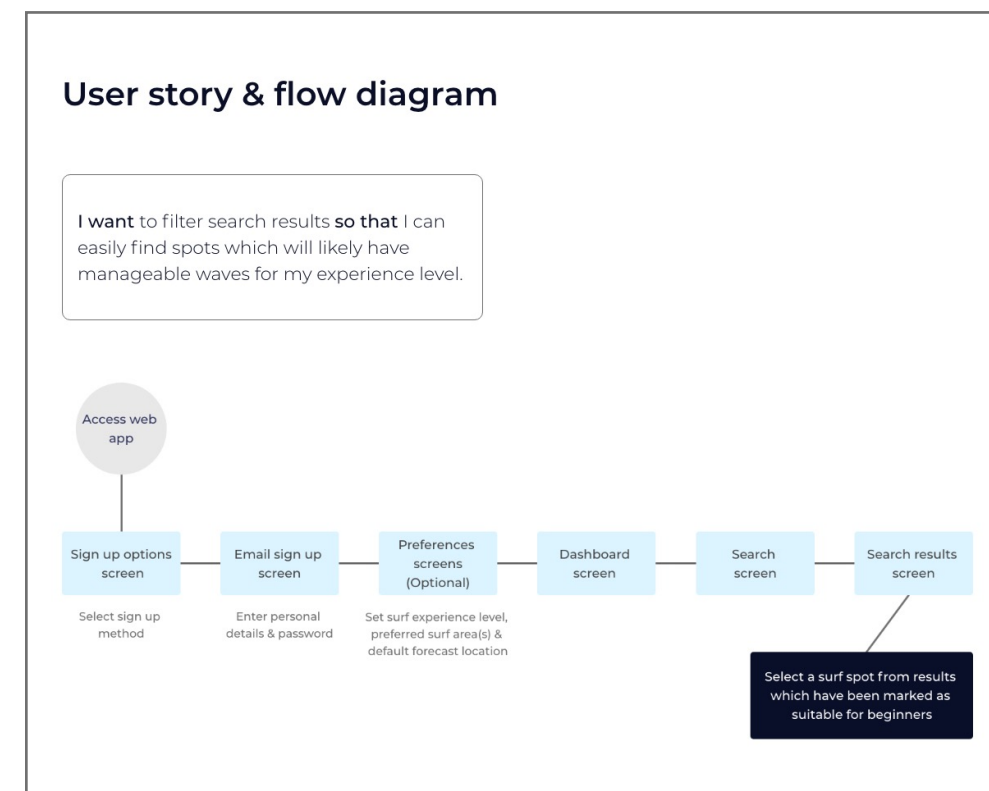 User story & flow diagram
I want to filter search results so that I can
easily find spots which will likely have
manageable waves for my experience level.
Access web
app
Sign up options
screen
Email sign up
screen
Preferences
screens
(Optional)
Dashboard
screen
Search
screen
Search results
screen
Select sign up
method
Enter personal
details & password
Set surf experience level,
preferred surf area(s) &
default forecast location
Select a surf spot from results
which have been marked as
suitable for beginners